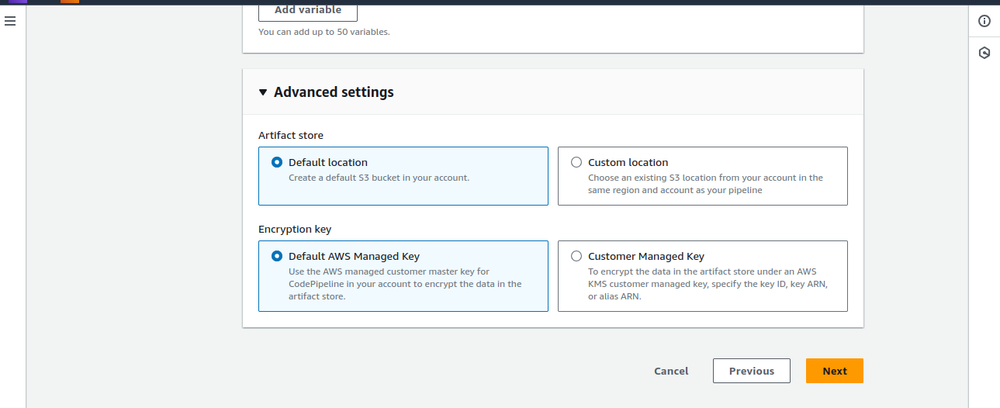 Add variable
You can add up to 50 variables.
Advanced settings
Artifact store
Default location
Create a default S3 bucket in your account.
Custom location
Choose an existing S3 location from your account in the
same region and account as your pipeline
Encryption key
Default AWS Managed Key
Use the AWS managed customer master key for
CodePipeline in your account to encrypt the data in the
artifact store.
Customer Managed Key
To encrypt the data in the artifact store under an AWS
KMS customer managed key, specify the key ID, key ARN,
or alias ARN.
Cancel
Previous
Next